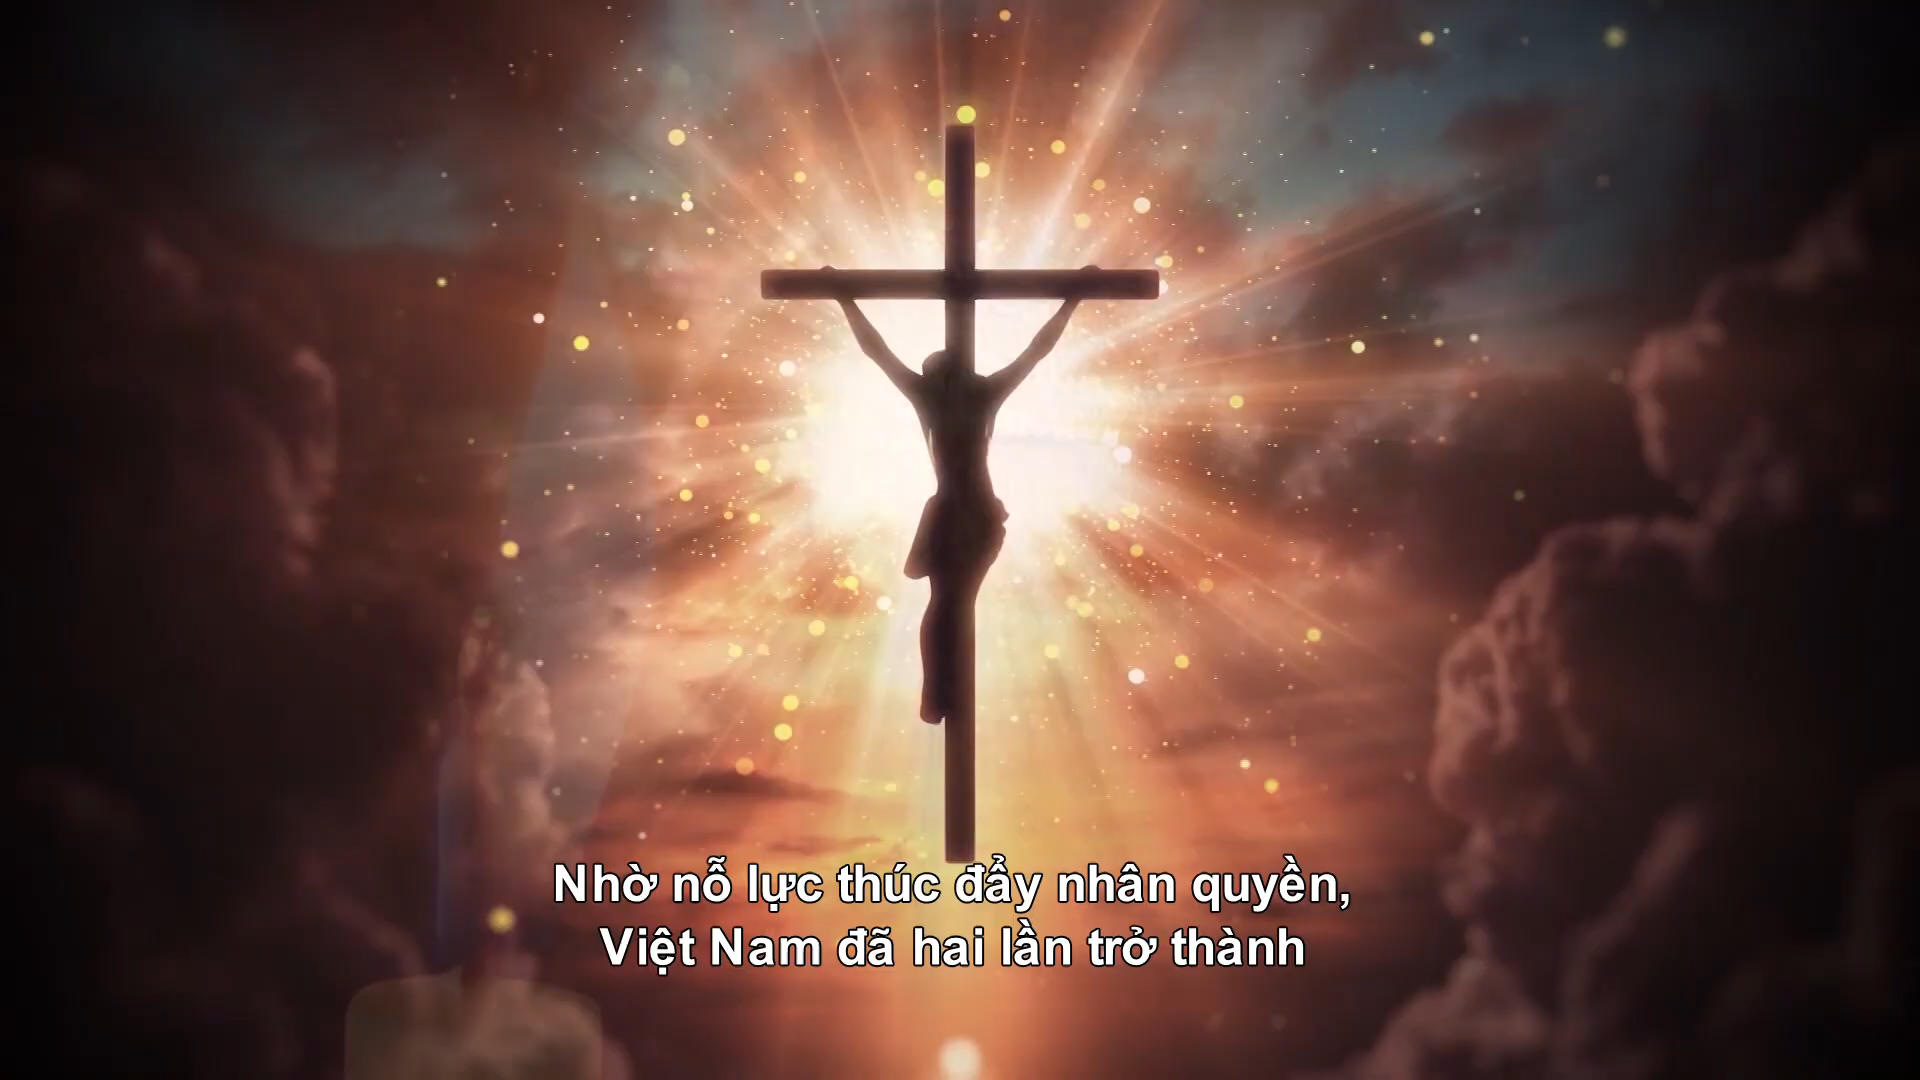 Nhờ nỗ lực thúc đẩy nhân quyền,
Việt Nam đã hai lần trở thành